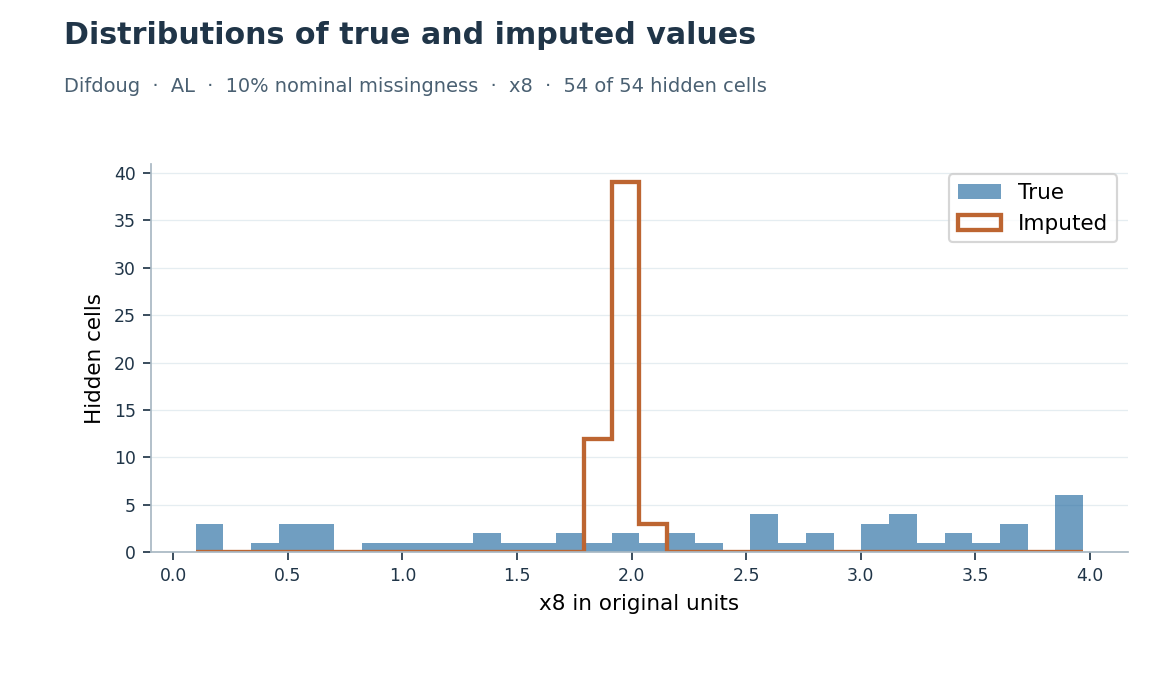 Distributions of true and imputed values
Difdoug · AL · 10% nominal missingness · x8 · 54 of 54 hidden cells
True
Imputed
Hidden cells
40
35
30
25
20
15
10
5
0
0.0 0.5 1.0 1.5 2.0 2.5 3.0 3.5 4.0
x8 in original units